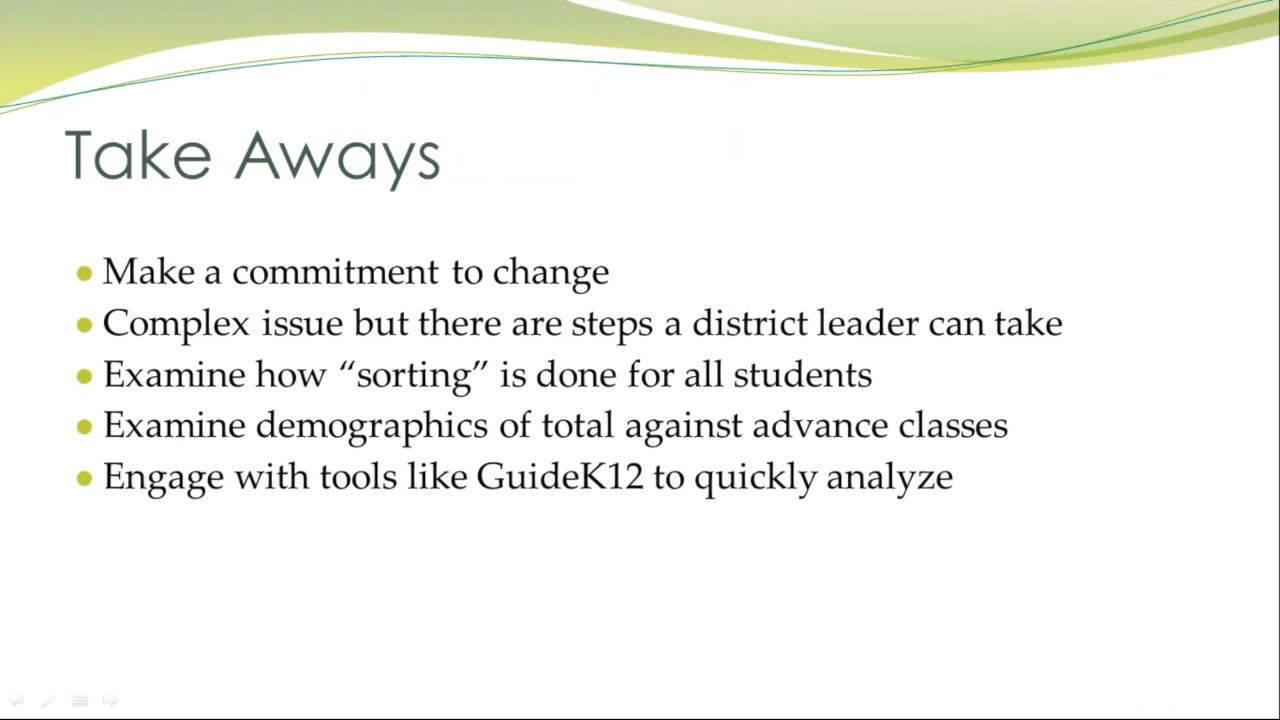 Take Aways
Make a commitment to change
Complex issue but there are steps a district leader can take
Examine how “sorting” is done for all students
Examine demographics of total against advance classes
Engage with tools like GuideK12 to quickly analyze